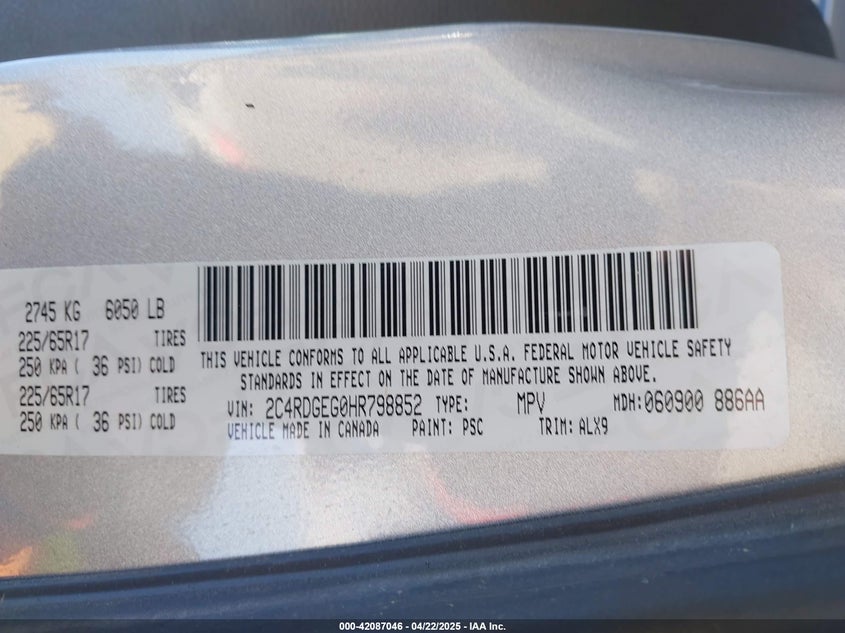 2745 KG 6050 LB
225/65R17 TIRES
250 KPA ( 36 PSI) COLD
225/65R17 TIRES
250 KPA ( 36 PSI) COLD
THIS VEHICLE CONFORMS TO ALL APPLICABLE U.S.A. FEDERAL MOTOR VEHICLE SAFETY
STANDARDS IN EFFECT ON THE DATE OF MANUFACTURE SHOWN ABOVE.
VIN: 2C4RDGEG0HR798852 TYPE: MPV MDH:060900 886AA
VEHICLE MADE IN CANADA PAINT: PSC TRIM: ALX9
000-42087046 - 04/22/2025 - IAA Inc.